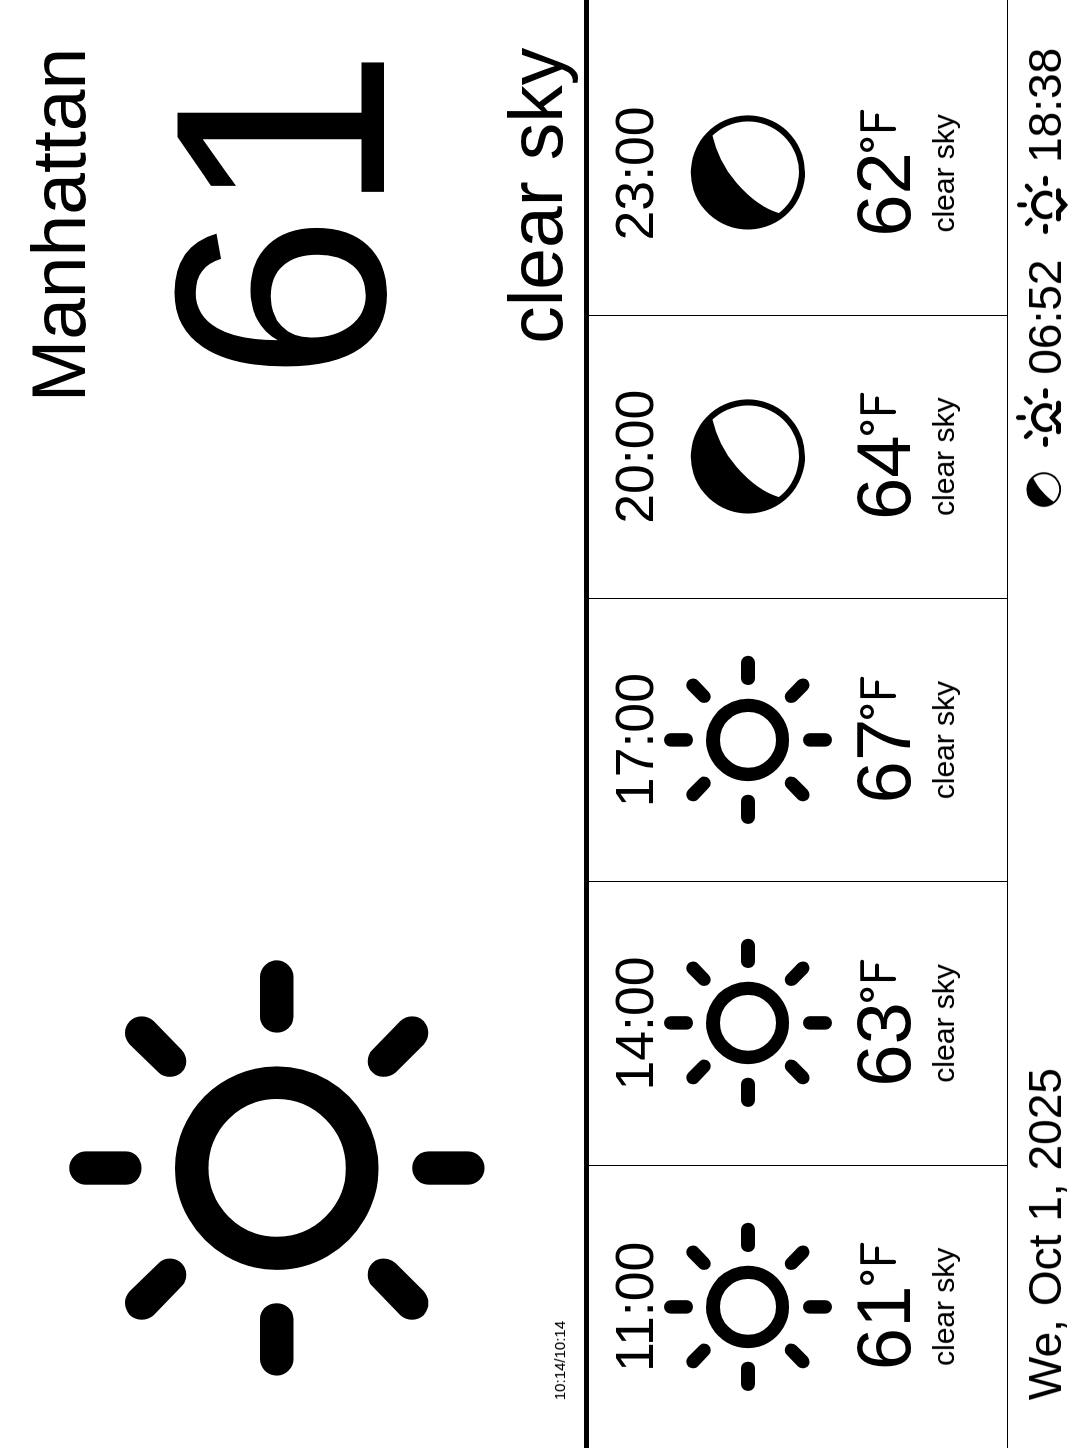 Manhattan
61
clear sky
10:14/10:14
11:00 14:00 17:00 20:00 23:00
61°F 63°F 67°F 64°F 62°F
clear sky clear sky clear sky clear sky clear sky
We, Oct 1, 2025 06:52 18:38